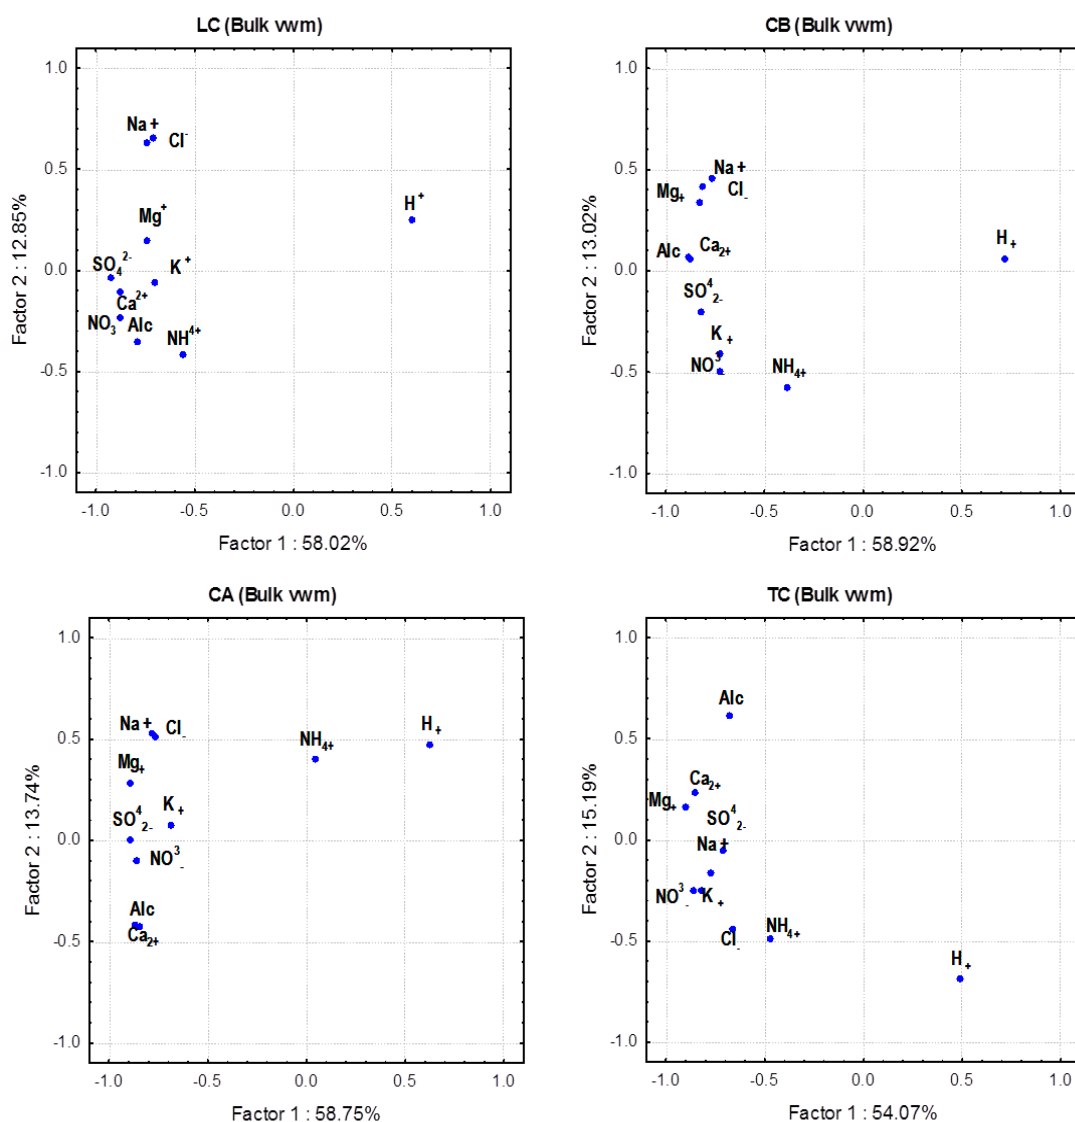 LC (Bulk vwm)
1.0
0.5
0.0
-0.5
-1.0
Factor 2 : 12.85%
Na+
Cl-
Mg+
H+
SO4 2-
K+
Ca2+
NO3
Alc
NH4+
-1.0 -0.5 0.0 0.5 1.0
Factor 1 : 58.02%
CB (Bulk vwm)
1.0
0.5
0.0
-0.5
-1.0
Factor 2 : 13.02%
Na+
Mg+
Cl-
H+
Alc
Ca2+
SO4 2-
K+
NO3-
NH4+
-1.0 -0.5 0.0 0.5 1.0
Factor 1 : 58.92%
CA (Bulk vwm)
1.0
0.5
0.0
-0.5
-1.0
Factor 2 : 13.74%
Na+
Cl-
NH4+
H+
Mg+
K+
SO4 2-
NO3-
Alc
Ca2+
-1.0 -0.5 0.0 0.5 1.0
Factor 1 : 58.75%
TC (Bulk vwm)
1.0
0.5
0.0
-0.5
-1.0
Factor 2 : 15.19%
Alc
Ca2+
Mg+
SO4 2-
Na+
NO3-
K+
Cl-
NH4+
H+
-1.0 -0.5 0.0 0.5 1.0
Factor 1 : 54.07%